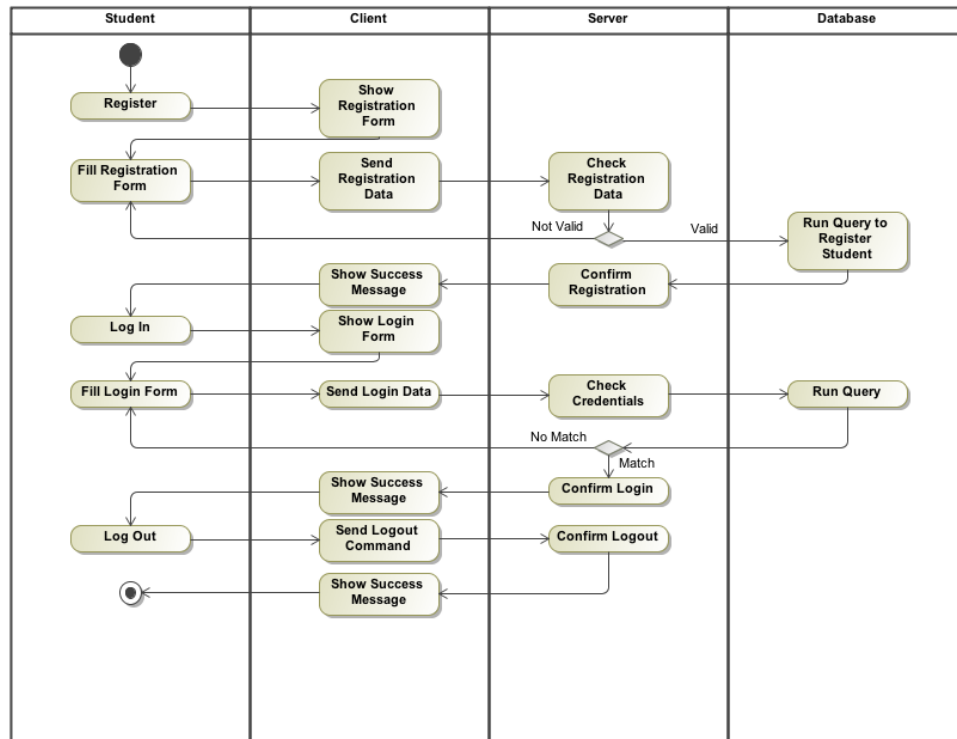 Student
Client
Server
Database
Register
Show
Registration
Form
Fill Registration
Form
Send
Registration
Data
Check
Registration
Data
Not Valid
Valid
Run Query to
Register
Student
Show Success
Message
Confirm
Registration
Log In
Show Login
Form
Fill Login Form
Send Login Data
Check
Credentials
Run Query
No Match
Match
Show Success
Message
Confirm Login
Log Out
Send Logout
Command
Confirm Logout
Show Success
Message